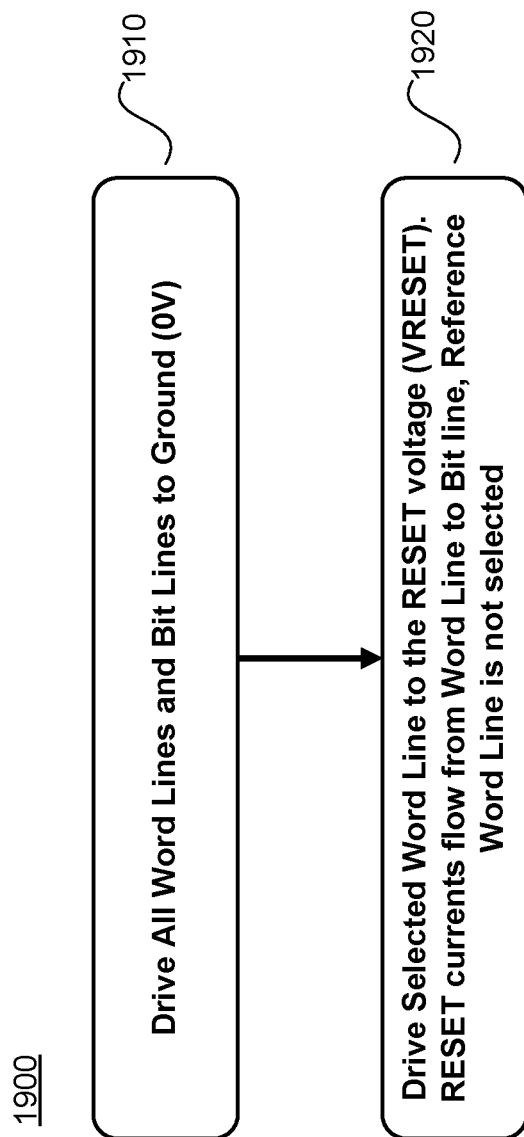 1900
Drive All Word Lines and Bit Lines to Ground (0V)
1910
Drive Selected Word Line to the RESET voltage (VRESET).
RESET currents flow from Word Line to Bit line, Reference
Word Line is not selected
1920